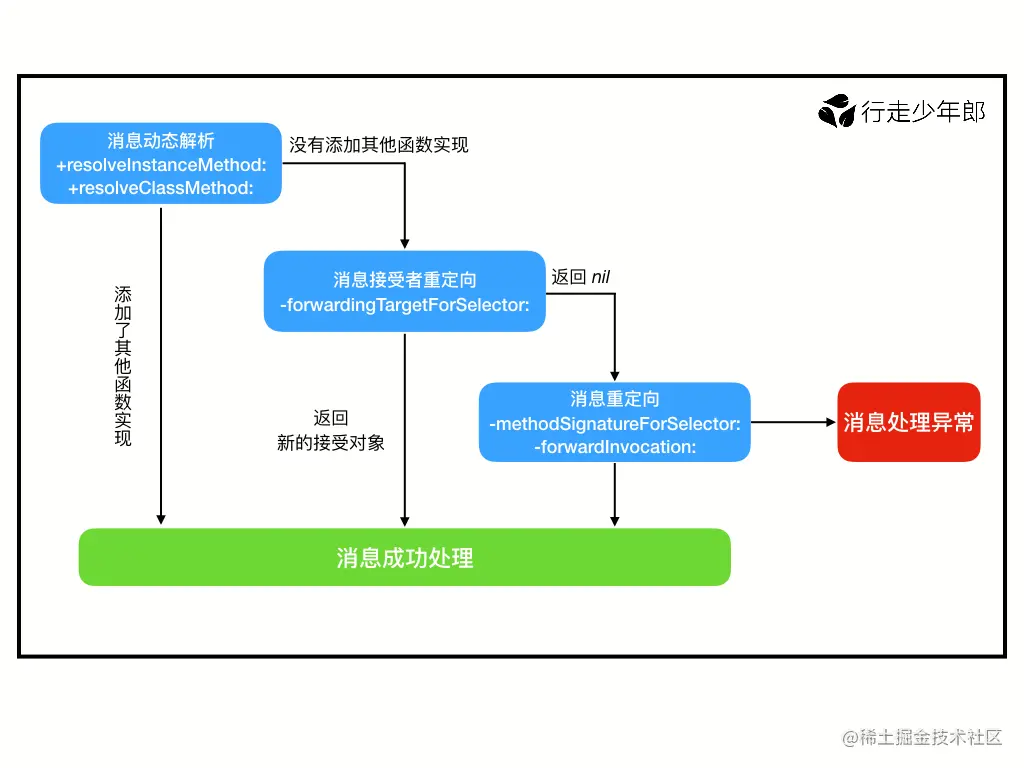 行走少年郎
消息动态解析
+resolveInstanceMethod:
+resolveClassMethod:
没有添加其他函数实现
消息接受者重定向
-forwardingTargetForSelector:
返回 nil
添加了其他函数实现
返回
新的接受对象
消息重定向
-methodSignatureForSelector:
-forwardInvocation:
消息处理异常
消息成功处理
@稀土掘金技术社区